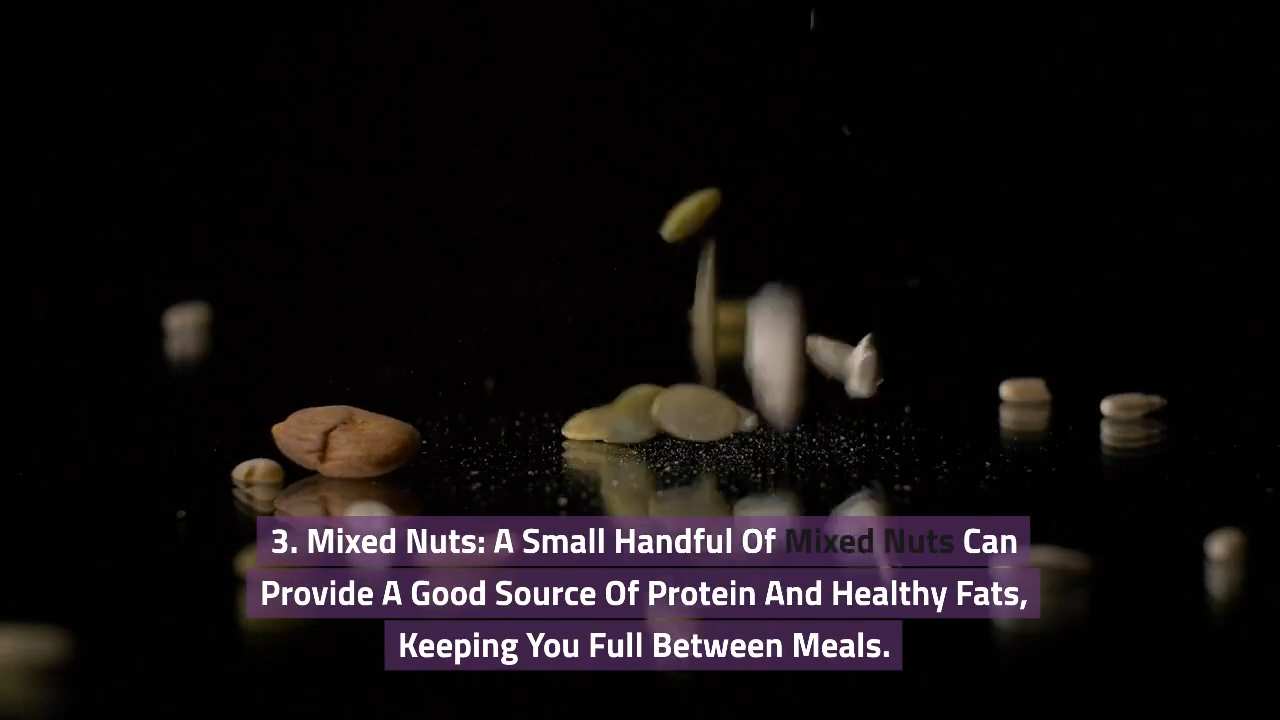 3. Mixed Nuts: A Small Handful Of Mixed Nuts Can
Provide A Good Source Of Protein And Healthy Fats,
Keeping You Full Between Meals.